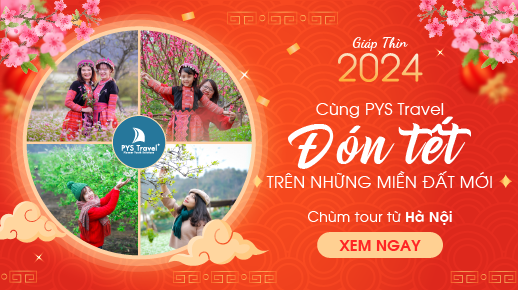 Giáp Thìn
2024
Cùng PYS Travel
Đón tết
TRÊN NHỮNG MIỀN ĐẤT MỚI
Chùm tour từ Hà Nội
XEM NGAY
PYS Travel